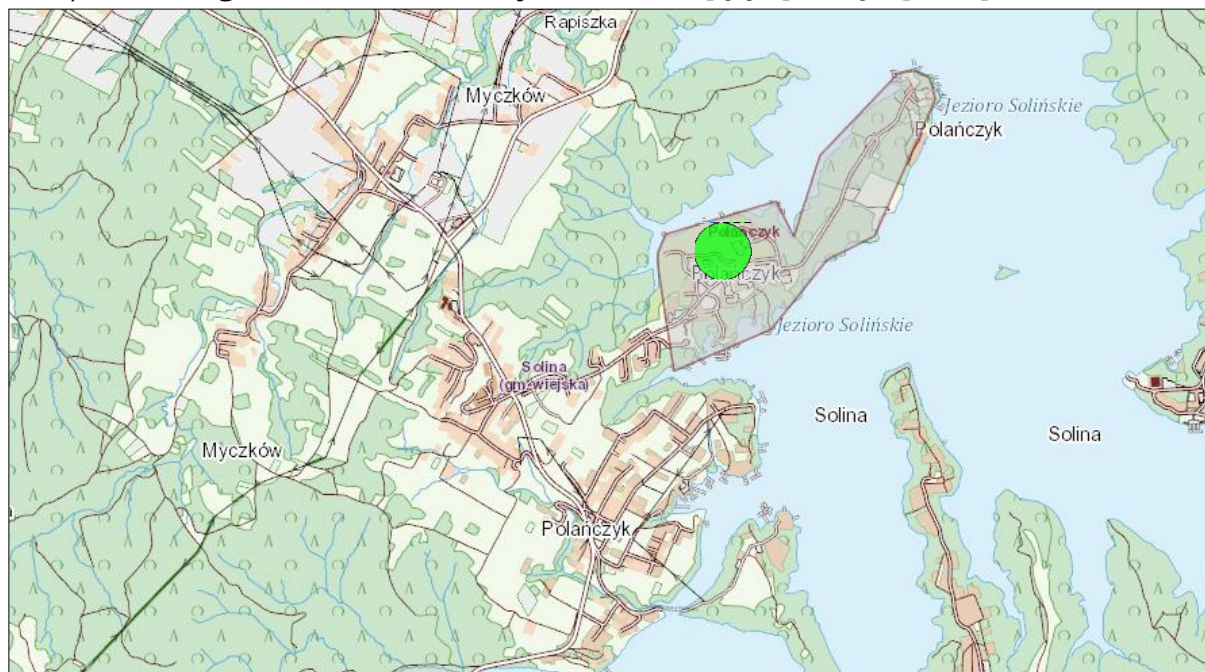 Rapiszka
Myczków
Jezioro Solińskie
Polańczyk
Polańczyk
Polańczyk
Jezioro Solińskie
Solina
(gm. wiejska)
Solina
Solina
Myczków
Polańczyk